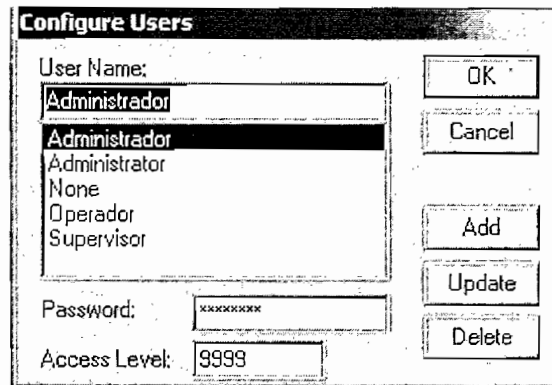 Configure Users
User Name:
Administrador
Administrador
Administrator
None
Operador
Supervisor
Password: xxxxxxxx
Access Level: 9999
OK
Cancel
Add
Update
Delete